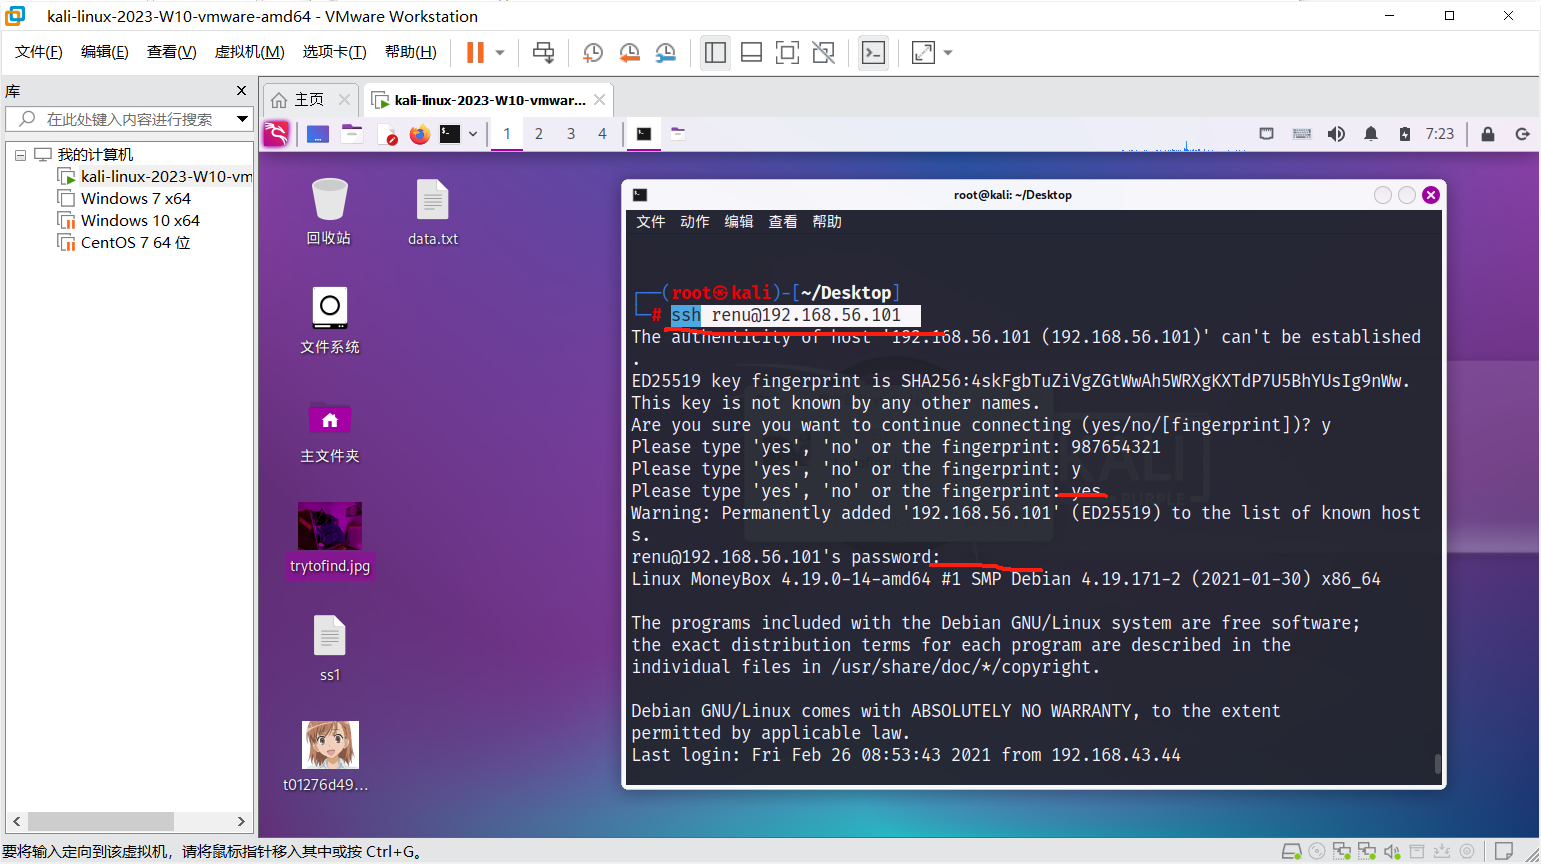 kali-linux-2023-W10-vmware-amd64 - VMware Workstation
文件(F) 编辑(E) 查看(V) 虚拟机(M) 选项卡(T) 帮助(H)
库
在此处键入内容进行搜索
我的计算机
kali-linux-2023-W10-vm
Windows 7 x64
Windows 10 x64
CentOS 7 64 位
主页
kali-linux-2023-W10-vmwar...
1 2 3 4
7:23
回收站
data.txt
文件系统
主文件夹
trytofind.jpg
ss1
t01276d49...
root@kali: ~/Desktop
文件 动作 编辑 查看 帮助
┌──(root㉿kali)-[~/Desktop]
└─# ssh renu@192.168.56.101
The authenticity of host '192.168.56.101 (192.168.56.101)' can't be established
.
ED25519 key fingerprint is SHA256:4skFgbTuZiVgZGtWwAh5WRXgKXTdP7U5BhYUsIg9nWw.
This key is not known by any other names.
Are you sure you want to continue connecting (yes/no/[fingerprint])? y
Please type 'yes', 'no' or the fingerprint: 987654321
Please type 'yes', 'no' or the fingerprint: y
Please type 'yes', 'no' or the fingerprint: yes
Warning: Permanently added '192.168.56.101' (ED25519) to the list of known host
s.
renu@192.168.56.101's password:
Linux MoneyBox 4.19.0-14-amd64 #1 SMP Debian 4.19.171-2 (2021-01-30) x86_64
The programs included with the Debian GNU/Linux system are free software;
the exact distribution terms for each program are described in the
individual files in /usr/share/doc/*/copyright.
Debian GNU/Linux comes with ABSOLUTELY NO WARRANTY, to the extent
permitted by applicable law.
Last login: Fri Feb 26 08:53:43 2021 from 192.168.43.44
KALI
PURPLE
要将输入定向到该虚拟机，请将鼠标指针移入其中或按 Ctrl+G。